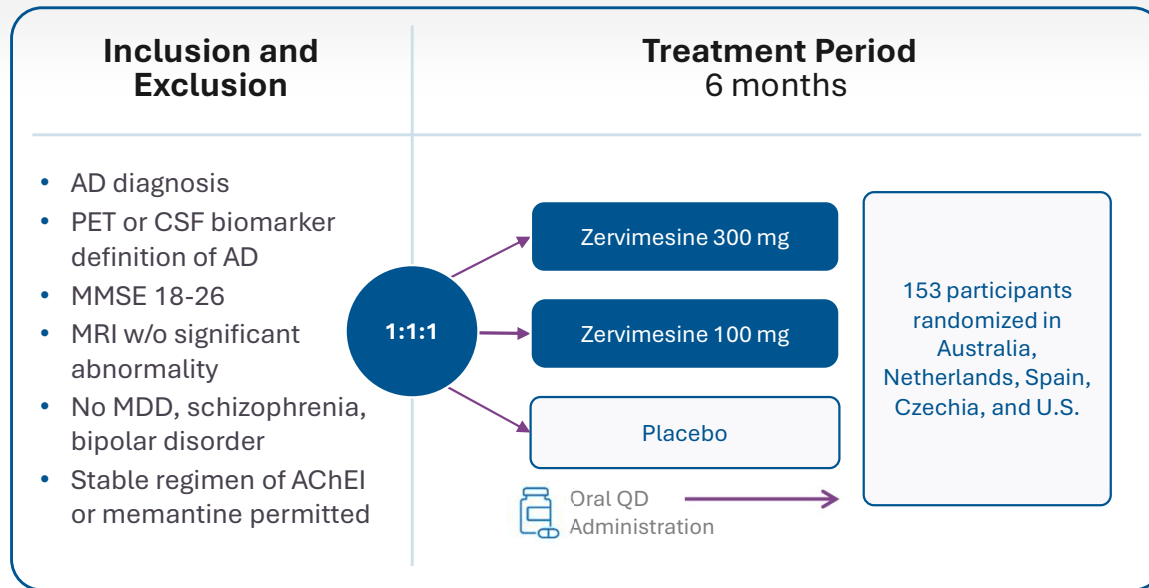 Inclusion and
Exclusion
Treatment Period
6 months
• AD diagnosis
• PET or CSF biomarker
definition of AD
• MMSE 18-26
• MRI w/o significant
abnormality
• No MDD, schizophrenia,
bipolar disorder
• Stable regimen of AChEI
or memantine permitted
1:1:1
Zervimesine 300 mg
Zervimesine 100 mg
Placebo
Oral QD
Administration
153 participants
randomized in
Australia,
Netherlands, Spain,
Czechia, and U.S.